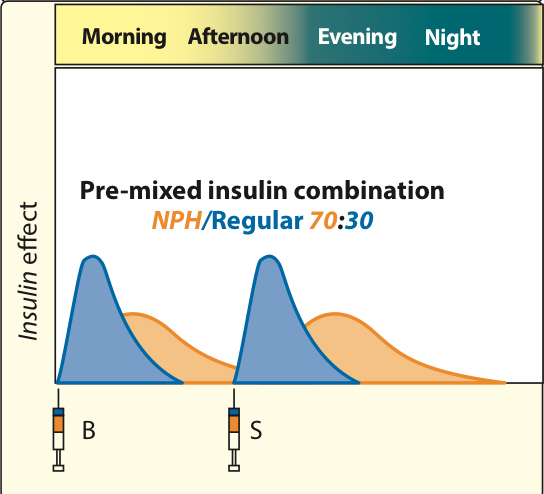 Morning Afternoon Evening Night
Pre-mixed insulin combination
NPH/Regular 70:30
Insulin effect
B S